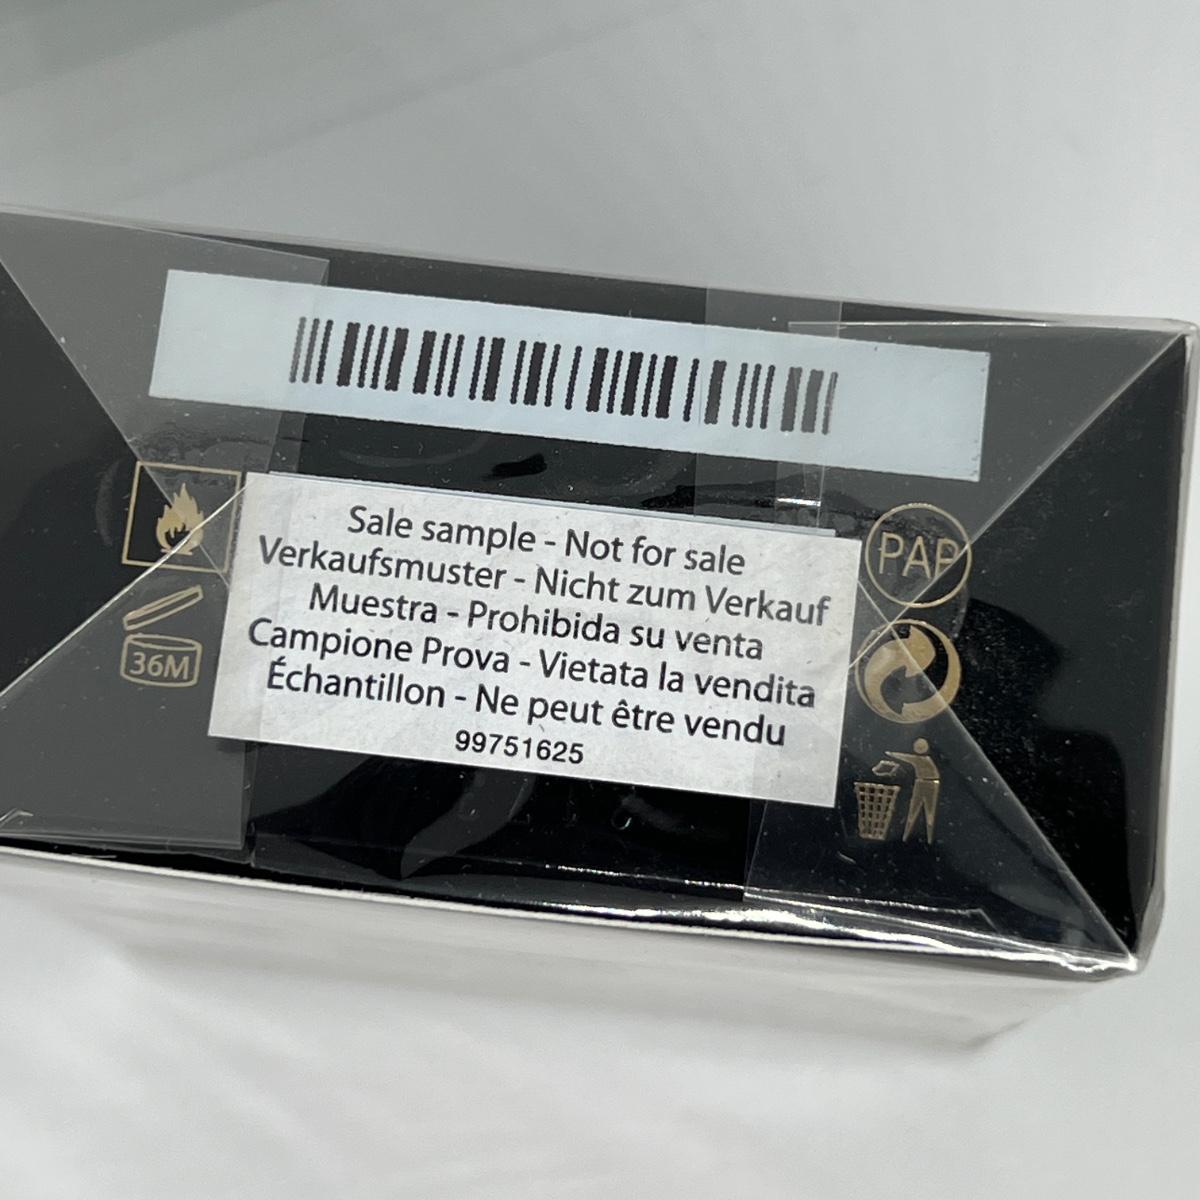 Sale sample - Not for sale
Verkaufsmuster - Nicht zum Verkauf
Muestra - Prohibida su venta
Campione Prova - Vietata la vendita
Échantillon - Ne peut être vendu
99751625
36M
PAP